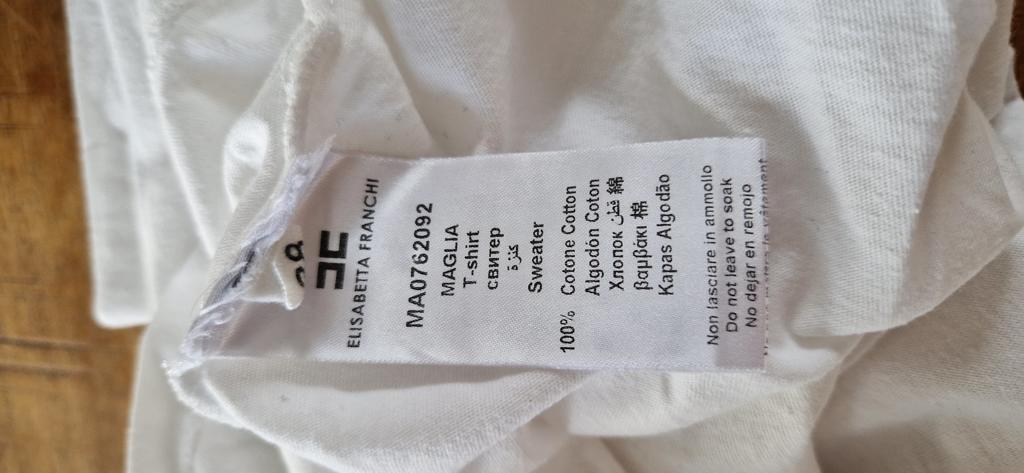 ELISABETTA FRANCHI
MA0762092
MAGLIA
T-shirt
свитер
كنزة
Sweater
100% Cotone Cotton
Algodón Coton
Хлопок قطن 綿
βαμβάκι 棉
Kapas Algodão
Non lasciare in ammollo
Do not leave to soak
No dejar en remojo